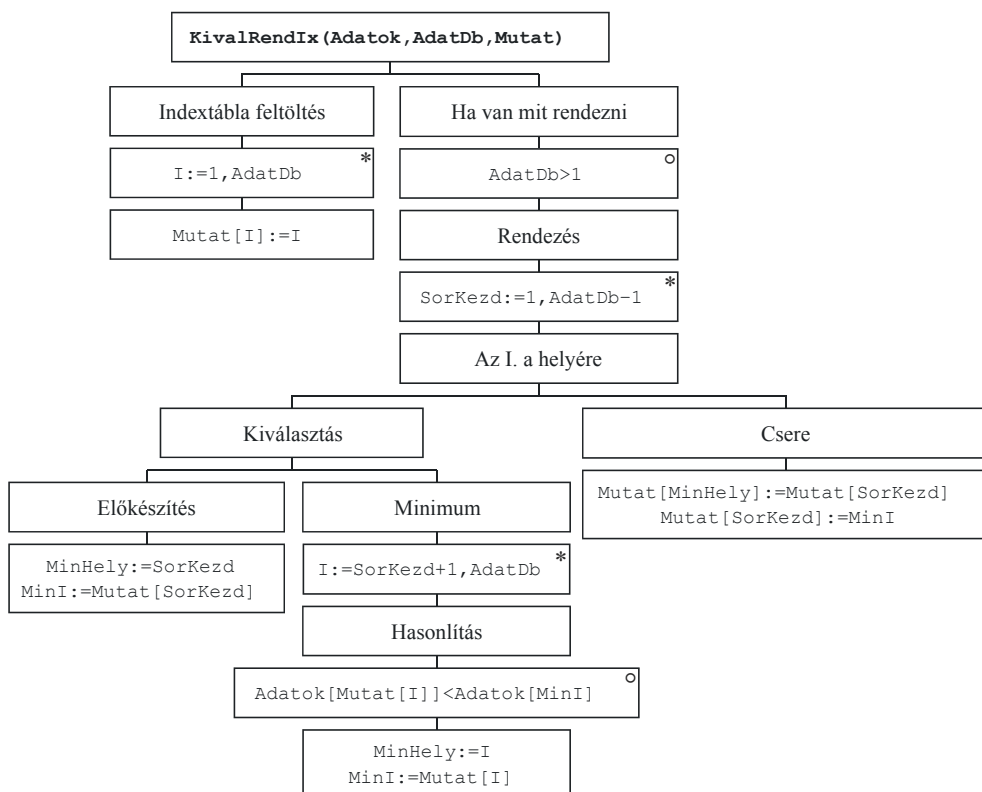 KivalRendIx(Adatok,AdatDb,Mutat)
Indextábla feltöltés
Ha van mit rendezni
I:=1,AdatDb
*
AdatDb>1
Mutat[I]:=I
Rendezés
SorKezd:=1,AdatDb-1
*
Az I. a helyére
Kiválasztás
Csere
Előkészítés
Minimum
Mutat[MinHely]:=Mutat[SorKezd]
Mutat[SorKezd]:=MinI
MinHely:=SorKezd
MinI:=Mutat[SorKezd]
I:=SorKezd+1,AdatDb
*
Hasonlítás
Adatok[Mutat[I]]<Adatok[MinI]
MinHely:=I
MinI:=Mutat[I]